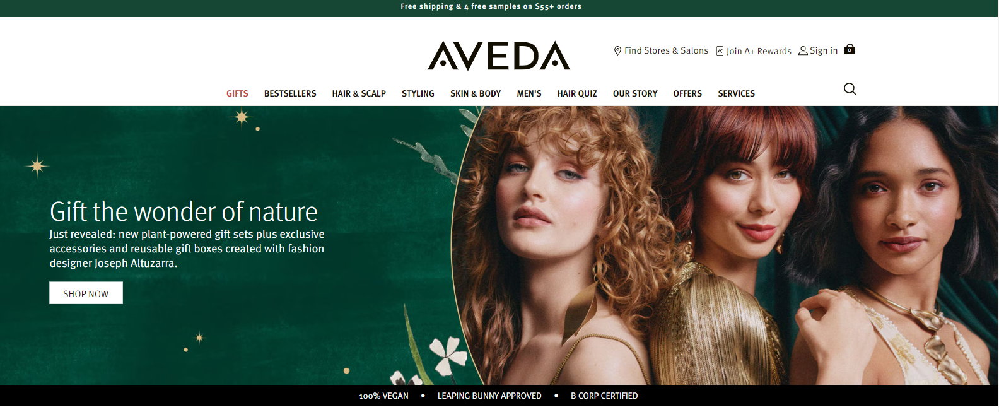 Free shipping & 4 free samples on $55+ orders
AVEDA
Find Stores & Salons Join A+ Rewards Sign in 0
GIFTS BESTSELLERS HAIR & SCALP STYLING SKIN & BODY MEN'S HAIR QUIZ OUR STORY OFFERS SERVICES
Gift the wonder of nature
Just revealed: new plant-powered gift sets plus exclusive
accessories and reusable gift boxes created with fashion
designer Joseph Altuzarra.
SHOP NOW
100% VEGAN • LEAPING BUNNY APPROVED • B CORP CERTIFIED